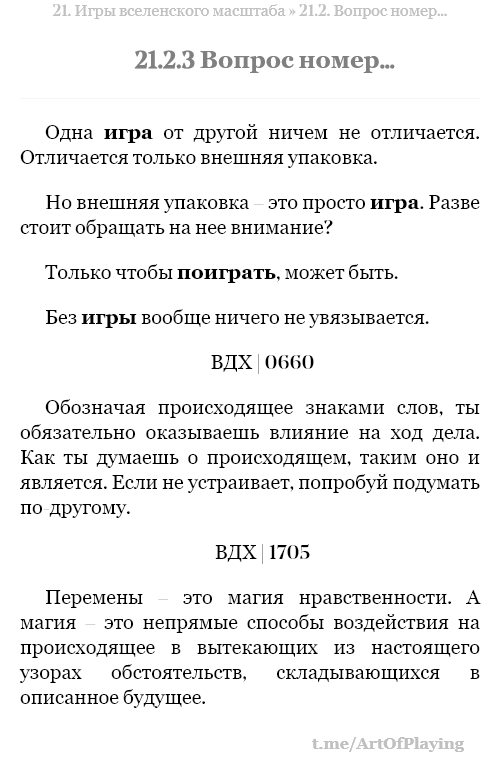 21. Игры вселенского масштаба » 21.2. Вопрос номер...
21.2.3 Вопрос номер...
Одна игра от другой ничем не отличается.
Отличается только внешняя упаковка.
Но внешняя упаковка – это просто игра. Разве
стоит обращать на нее внимание?
Только чтобы поиграть, может быть.
Без игры вообще ничего не увязывается.
ВДХ | 0660
Обозначая происходящее знаками слов, ты
обязательно оказываешь влияние на ход дела.
Как ты думаешь о происходящем, таким оно и
является. Если не устраивает, попробуй подумать
по-другому.
ВДХ | 1705
Перемены – это магия нравственности. А
магия – это непрямые способы воздействия на
происходящее в вытекающих из настоящего
узорах обстоятельств, складывающихся в
описанное будущее.
t.me/ArtOfPlaying